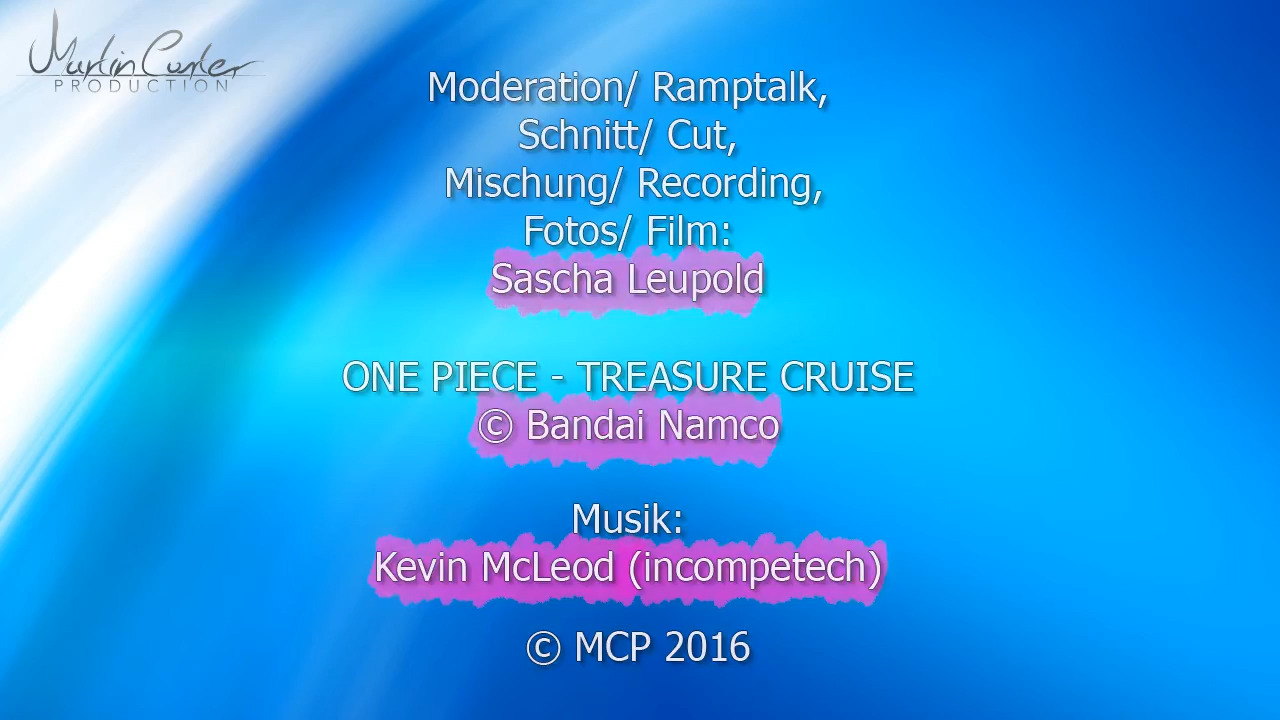 Martin Carter
PRODUCTION
Moderation/ Ramptalk,
Schnitt/ Cut,
Mischung/ Recording,
Fotos/ Film:
Sascha Leupold
ONE PIECE - TREASURE CRUISE
© Bandai Namco
Musik:
Kevin McLeod (incompetech)
© MCP 2016